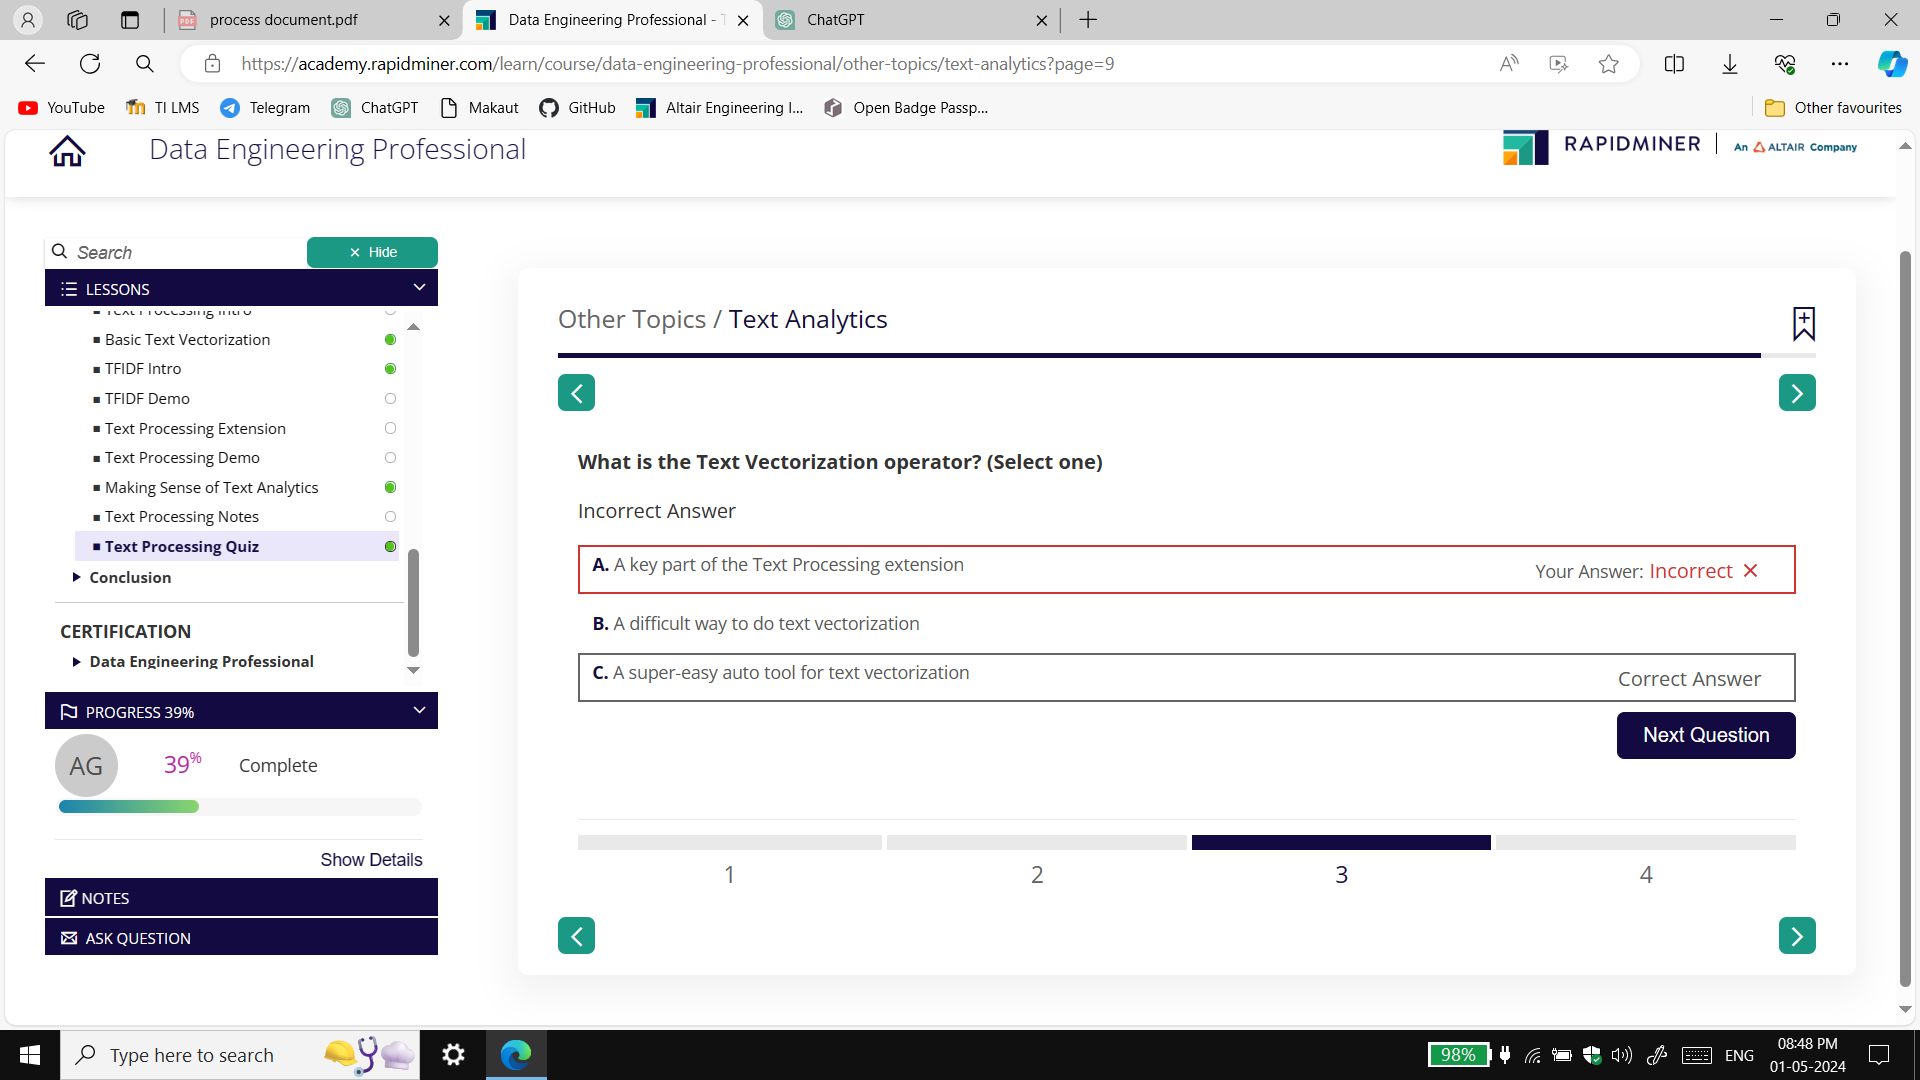 process document.pdf
Data Engineering Professional -
ChatGPT
https://academy.rapidminer.com/learn/course/data-engineering-professional/other-topics/text-analytics?page=9
YouTube
TI LMS
Telegram
ChatGPT
Makaut
GitHub
Altair Engineering I...
Open Badge Passp...
Other favourites
Data Engineering Professional
RAPIDMINER
An ALTAIR Company
Search
Hide
LESSONS
Text Processing Intro
Basic Text Vectorization
TFIDF Intro
TFIDF Demo
Text Processing Extension
Text Processing Demo
Making Sense of Text Analytics
Text Processing Notes
Text Processing Quiz
Conclusion
CERTIFICATION
Data Engineering Professional
PROGRESS 39%
AG
39%
Complete
Show Details
NOTES
ASK QUESTION
Other Topics / Text Analytics
What is the Text Vectorization operator? (Select one)
Incorrect Answer
A. A key part of the Text Processing extension
Your Answer: Incorrect
B. A difficult way to do text vectorization
C. A super-easy auto tool for text vectorization
Correct Answer
Next Question
1
2
3
4
Type here to search
98%
ENG
08:48 PM
01-05-2024